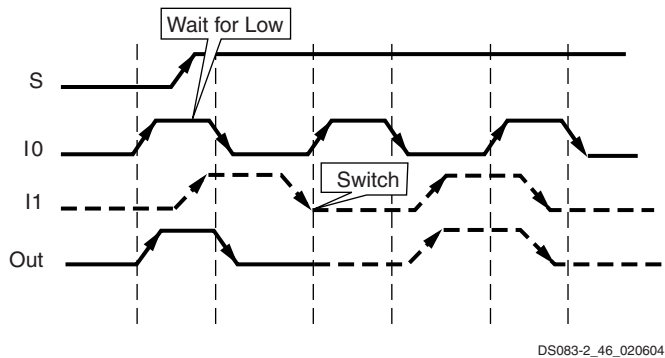 Wait for Low
S
I0
I1
Switch
Out
DS083-2_46_020604